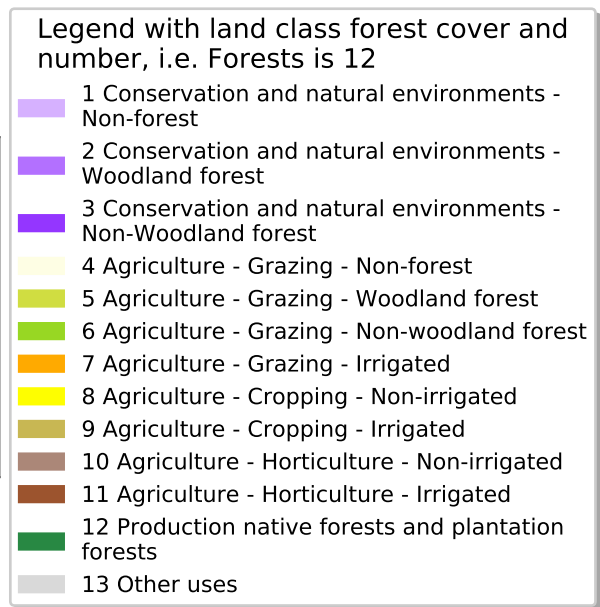 Legend with land class forest cover and
number, i.e. Forests is 12
1 Conservation and natural environments -
Non-forest
2 Conservation and natural environments -
Woodland forest
3 Conservation and natural environments -
Non-Woodland forest
4 Agriculture - Grazing - Non-forest
5 Agriculture - Grazing - Woodland forest
6 Agriculture - Grazing - Non-woodland forest
7 Agriculture - Grazing - Irrigated
8 Agriculture - Cropping - Non-irrigated
9 Agriculture - Cropping - Irrigated
10 Agriculture - Horticulture - Non-irrigated
11 Agriculture - Horticulture - Irrigated
12 Production native forests and plantation
forests
13 Other uses